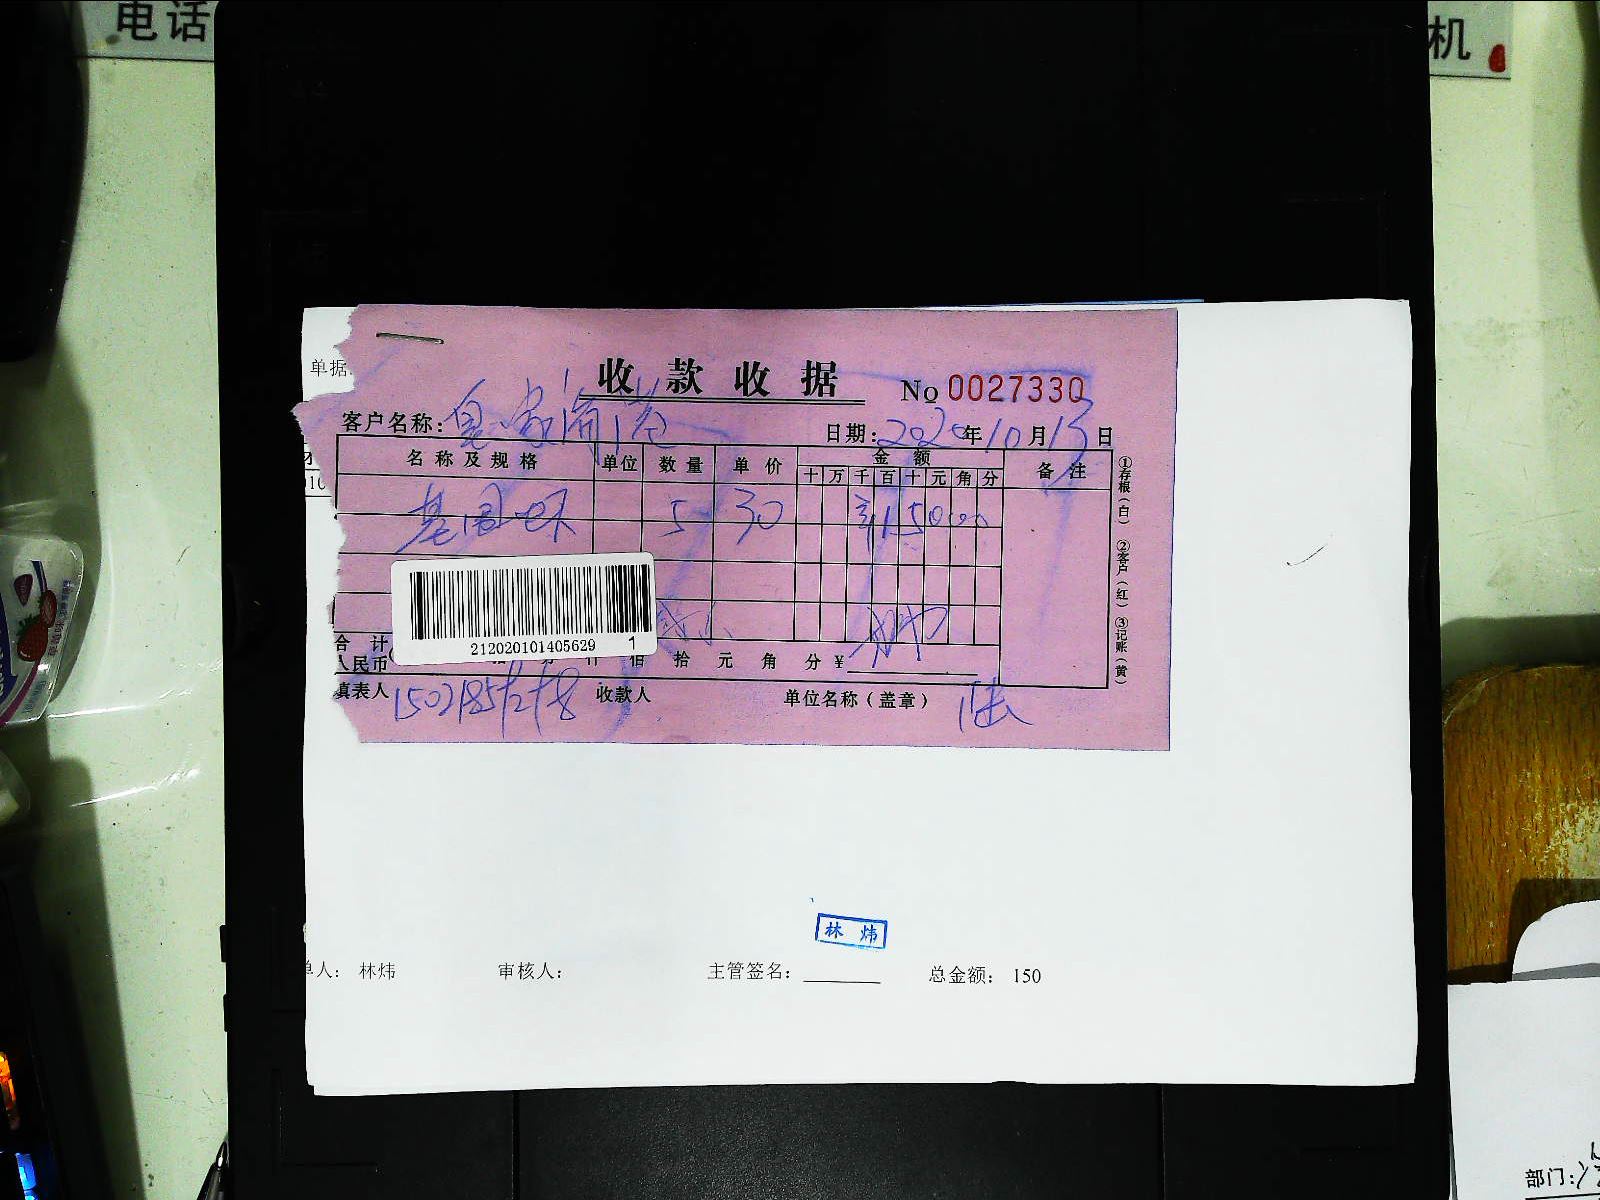 电话
机
单据
收款收据 No 0027330
客户名称：
日期：2020年10月13日
名称及规格 单位 数量 单价 金额 备注
十万千百十元角分
基围虾 5 30 15000
①存根（白） ②客户（红） ③记账（黄）
212020101405629 1
合计
人民币 佰 拾 元 角 分 ¥
填表人 收款人 单位名称（盖章）
林炜
单人： 林炜 审核人： 主管签名： 总金额： 150
部门：